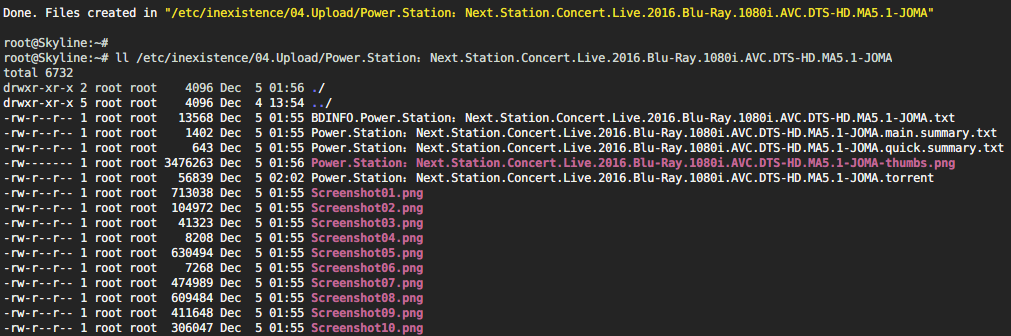 Done. Files created in "/etc/inexistence/04.Upload/Power.Station：Next.Station.Concert.Live.2016.Blu-Ray.1080i.AVC.DTS-HD.MA5.1-JOMA"
root@Skyline:~#
root@Skyline:~# ll /etc/inexistence/04.Upload/Power.Station：Next.Station.Concert.Live.2016.Blu-Ray.1080i.AVC.DTS-HD.MA5.1-JOMA
total 6732
drwxr-xr-x 2 root root    4096 Dec  5 01:56 ./
drwxr-xr-x 5 root root    4096 Dec  4 13:54 ../
-rw-r--r-- 1 root root   13568 Dec  5 01:55 BDINFO.Power.Station：Next.Station.Concert.Live.2016.Blu-Ray.1080i.AVC.DTS-HD.MA5.1-JOMA.txt
-rw-r--r-- 1 root root    1402 Dec  5 01:55 Power.Station：Next.Station.Concert.Live.2016.Blu-Ray.1080i.AVC.DTS-HD.MA5.1-JOMA.main.summary.txt
-rw-r--r-- 1 root root     643 Dec  5 01:55 Power.Station：Next.Station.Concert.Live.2016.Blu-Ray.1080i.AVC.DTS-HD.MA5.1-JOMA.quick.summary.txt
-rw------- 1 root root 3476263 Dec  5 01:56 Power.Station：Next.Station.Concert.Live.2016.Blu-Ray.1080i.AVC.DTS-HD.MA5.1-JOMA-thumbs.png
-rw-r--r-- 1 root root   56839 Dec  5 02:02 Power.Station：Next.Station.Concert.Live.2016.Blu-Ray.1080i.AVC.DTS-HD.MA5.1-JOMA.torrent
-rw-r--r-- 1 root root  713038 Dec  5 01:55 Screenshot01.png
-rw-r--r-- 1 root root  104972 Dec  5 01:55 Screenshot02.png
-rw-r--r-- 1 root root   41323 Dec  5 01:55 Screenshot03.png
-rw-r--r-- 1 root root    8208 Dec  5 01:55 Screenshot04.png
-rw-r--r-- 1 root root  630494 Dec  5 01:55 Screenshot05.png
-rw-r--r-- 1 root root    7268 Dec  5 01:55 Screenshot06.png
-rw-r--r-- 1 root root  474989 Dec  5 01:55 Screenshot07.png
-rw-r--r-- 1 root root  609484 Dec  5 01:55 Screenshot08.png
-rw-r--r-- 1 root root  411648 Dec  5 01:55 Screenshot09.png
-rw-r--r-- 1 root root  306047 Dec  5 01:55 Screenshot10.png